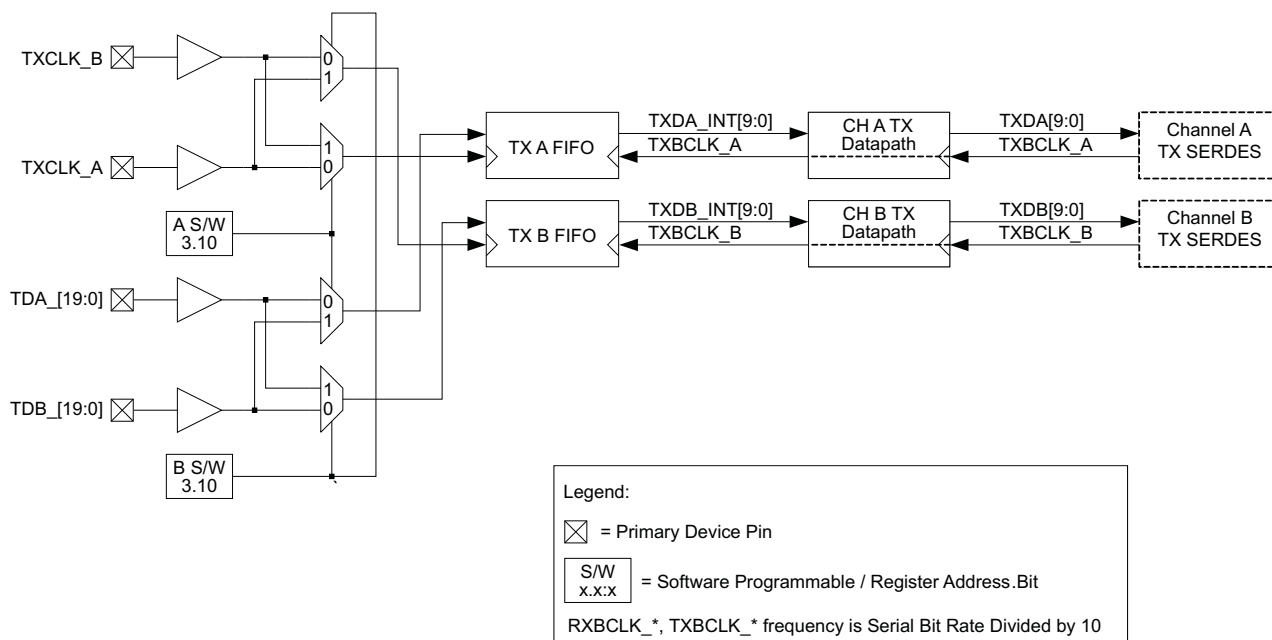 TXCLK_B
0
1
TXCLK_A
1
0
A S/W
3.10
TDA_[19:0]
0
1
TDB_[19:0]
1
0
B S/W
3.10
TX A FIFO
TXDA_INT[9:0]
TXBCLK_A
CH A TX
Datapath
TXDA[9:0]
TXBCLK_A
Channel A
TX SERDES
TX B FIFO
TXDB_INT[9:0]
TXBCLK_B
CH B TX
Datapath
TXDB[9:0]
TXBCLK_B
Channel B
TX SERDES
Legend:
= Primary Device Pin
S/W
x.x:x
= Software Programmable / Register Address.Bit
RXBCLK_*, TXBCLK_* frequency is Serial Bit Rate Divided by 10